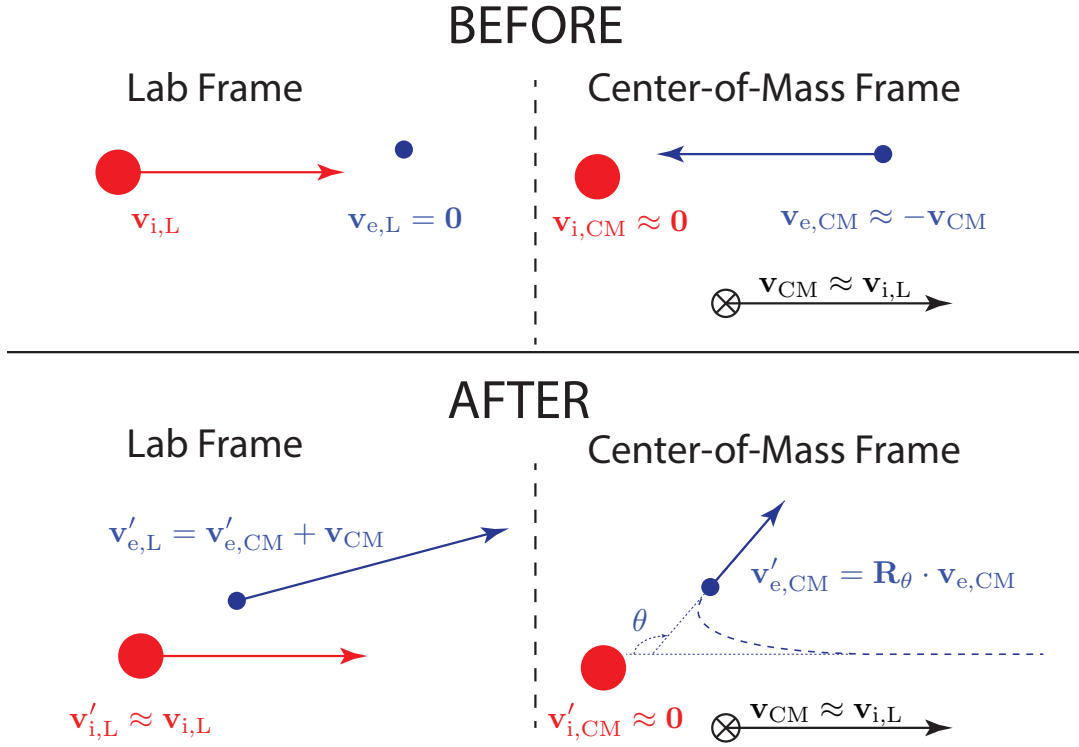 BEFORE
Lab Frame
Center-of-Mass Frame
v_{i,L}
v_{e,L} = 0
v_{i,CM} ≈ 0
v_{e,CM} ≈ −v_{CM}
v_{CM} ≈ v_{i,L}
AFTER
Lab Frame
Center-of-Mass Frame
v′_{e,L} = v′_{e,CM} + v_{CM}
v′_{e,CM} = R_θ · v_{e,CM}
θ
v′_{i,L} ≈ v_{i,L}
v′_{i,CM} ≈ 0
v_{CM} ≈ v_{i,L}